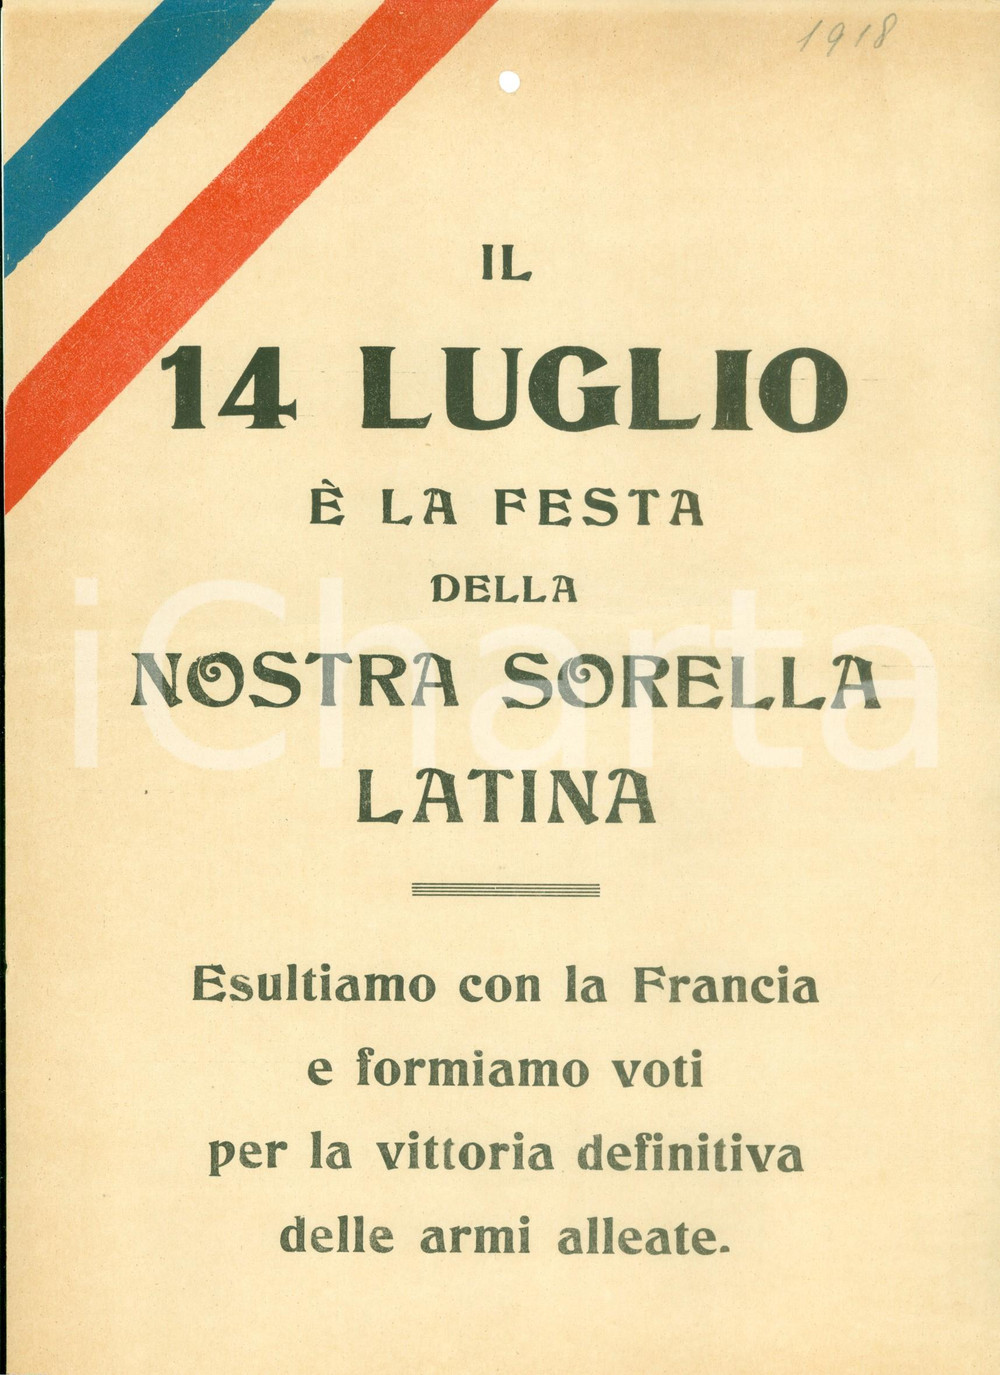 1918
IL
14 LUGLIO
È LA FESTA
DELLA
NOSTRA SORELLA
LATINA
iCharta
Esultiamo con la Francia
e formiamo voti
per la vittoria definitiva
delle armi alleate.